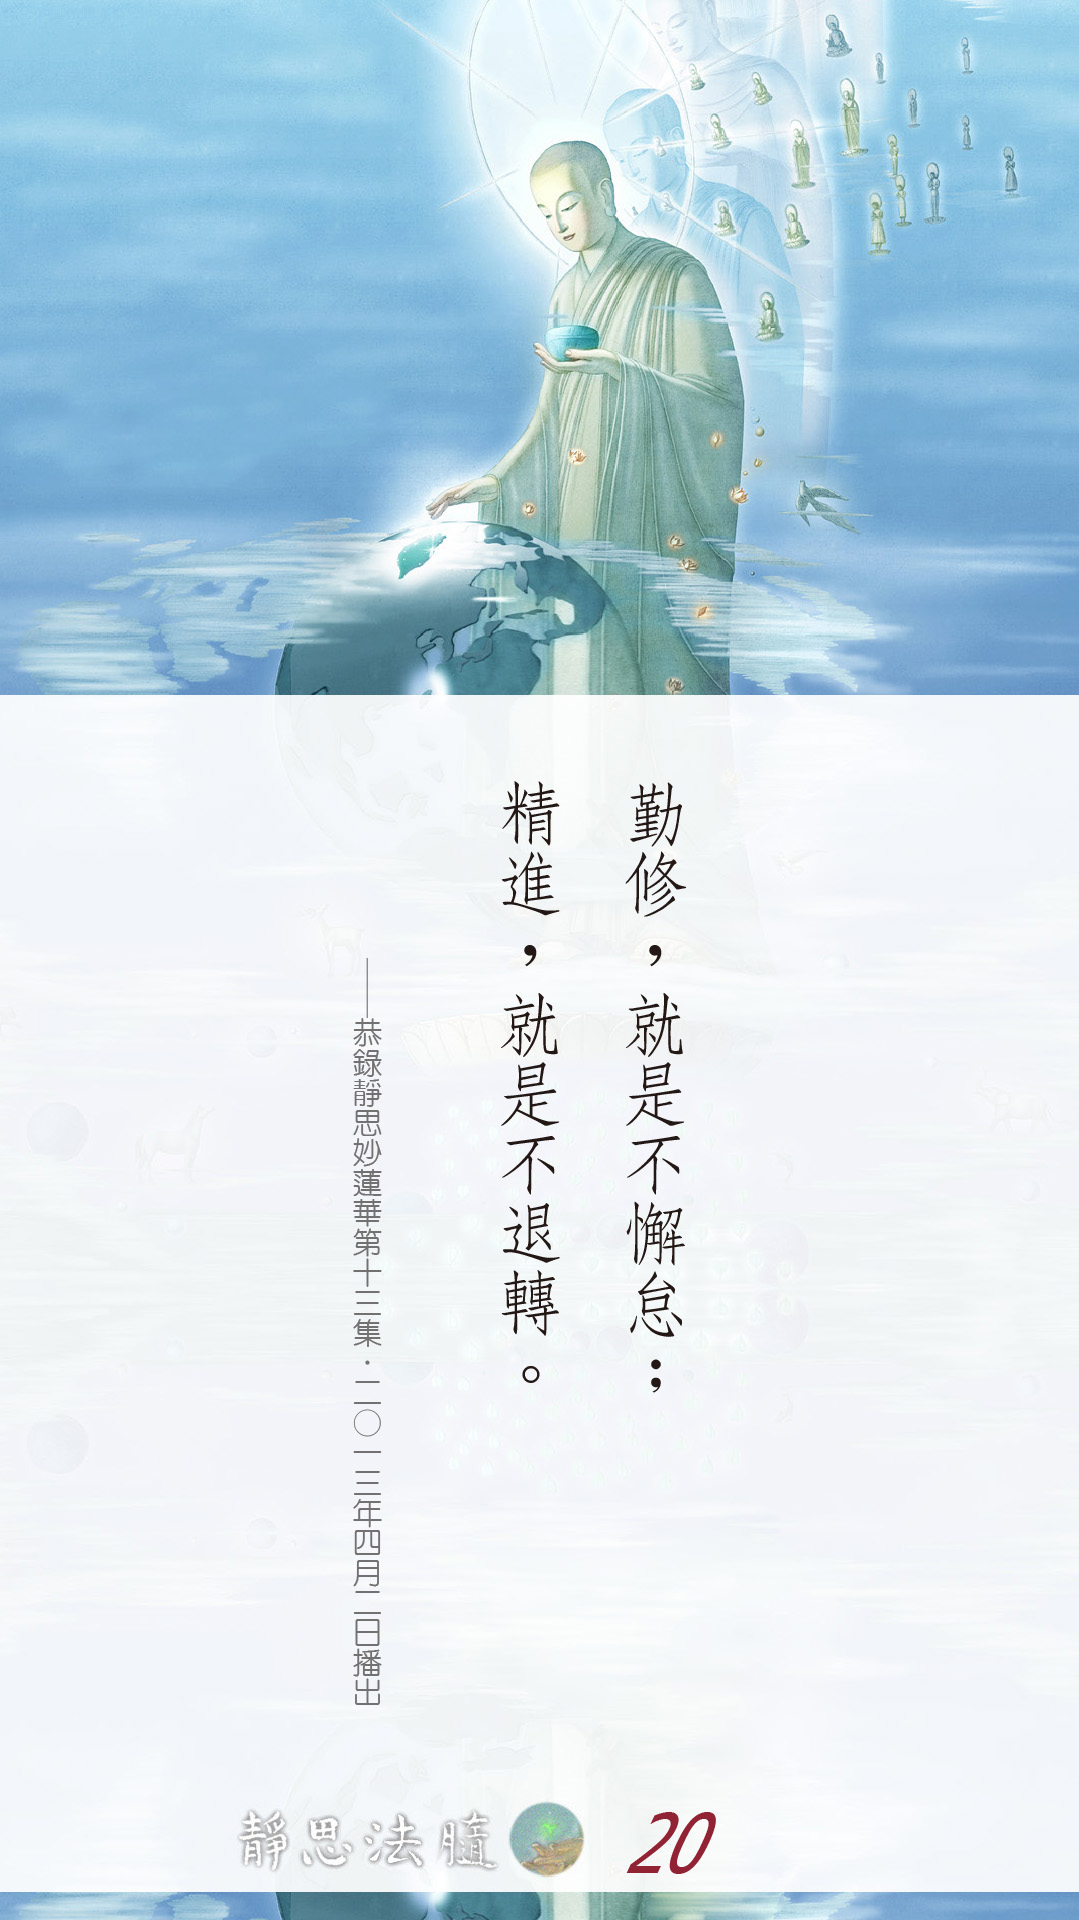 勤修，就是不懈怠；
精進，就是不退轉。
——恭錄靜思妙蓮華第十三集．二〇一三年四月二日播出
靜思法髓
20